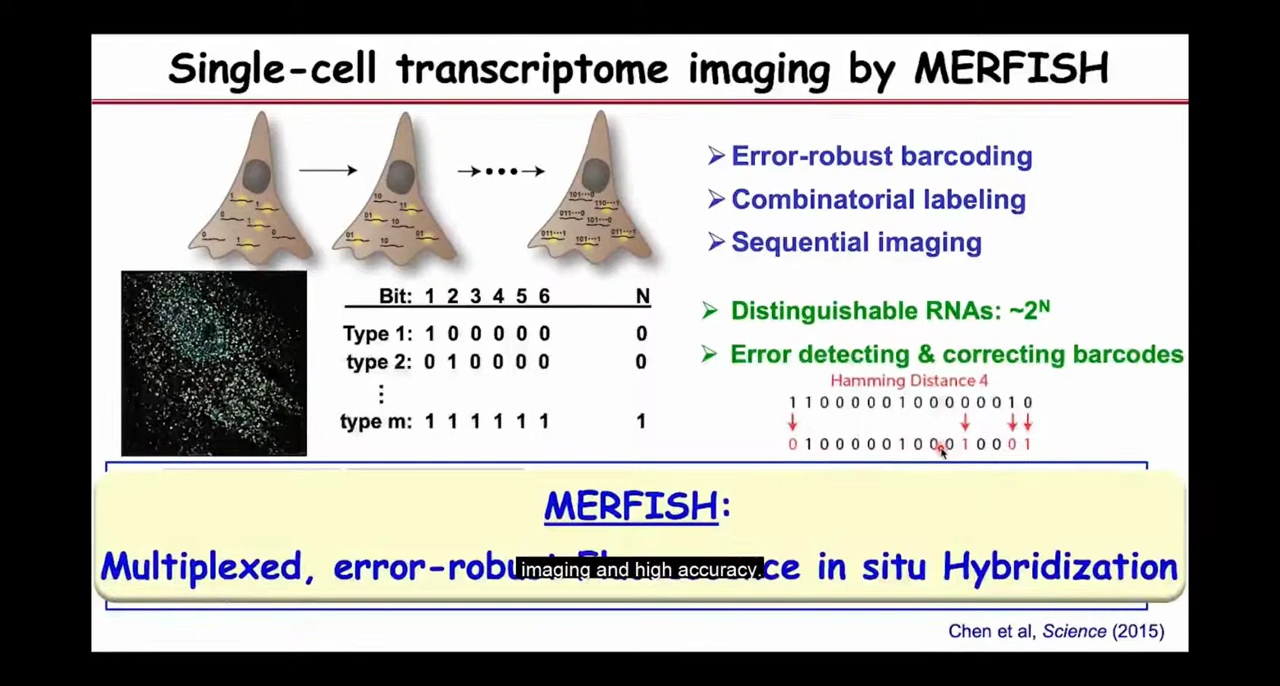 Single-cell transcriptome imaging by MERFISH
➢ Error-robust barcoding
➢ Combinatorial labeling
➢ Sequential imaging
Bit: 1 2 3 4 5 6 N
Type 1: 1 0 0 0 0 0 0
type 2: 0 1 0 0 0 0 0
⋮
type m: 1 1 1 1 1 1 1
➢ Distinguishable RNAs: ~2ᴺ
➢ Error detecting & correcting barcodes
Hamming Distance 4
1 1 0 0 0 0 0 1 0 0 0 0 0 0 1 0
0 1 0 0 0 0 0 1 0 0 0 1 0 0 0 1
MERFISH:
Multiplexed, error-robu ce in situ Hybridization
imaging and high accuracy.
Chen et al, Science (2015)